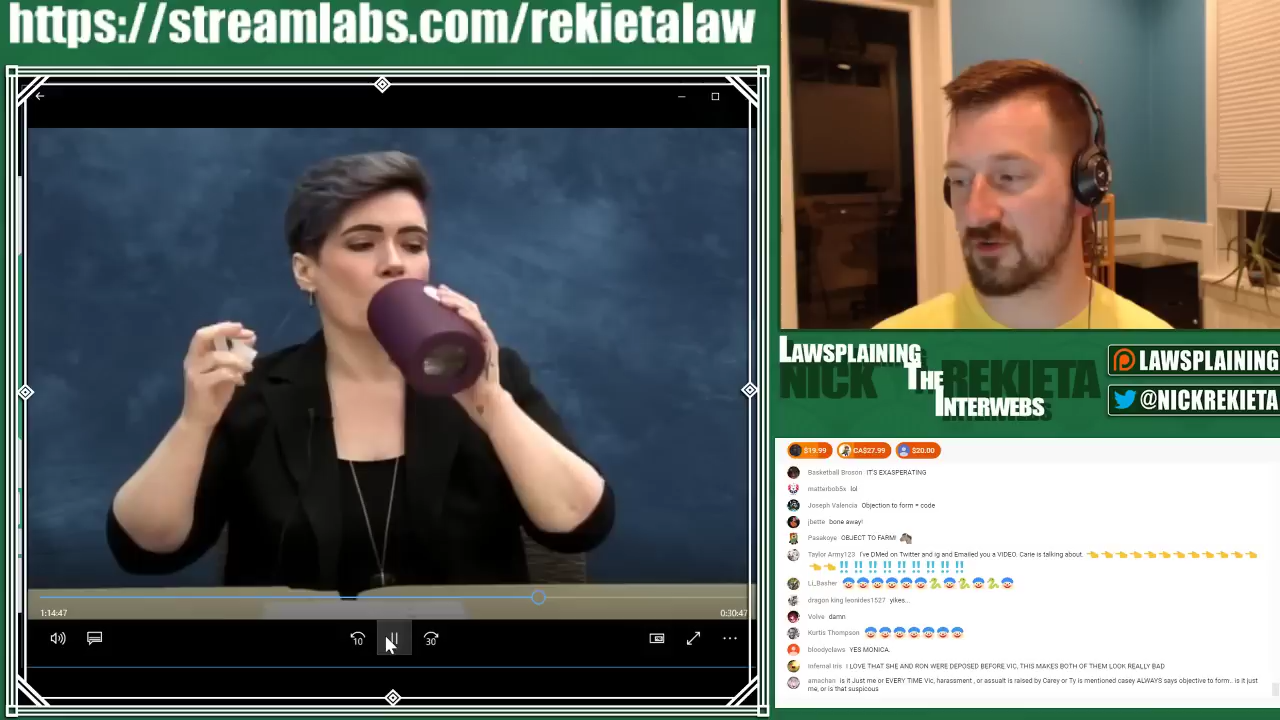 https://streamlabs.com/rekietalaw
1:14:47
0:30:47
10
30
LAWSPLAINING
THE
INTERWEBS
NICK REKIETA
LAWSPLAINING
@NICKREKIETA
$19.99
CA$27.99
$20.00
Basketball Broson IT'S EXASPERATING
matterbob5x lol
Joseph Valencia Objection to form = code
jbette bone away!
Pasakoye OBJECT TO FARM!
Taylor Army123 I've DMed on Twitter and ig and Emailed you a VIDEO. Carie is talking about. 👈👈👈👈👈👈👈👈👈👈👈👈
👈👈‼‼‼‼‼‼‼‼‼
Li_Basher 🤡🤡🤡🤡🤡🤡🐍🤡🐍🤡🐍🤡
dragon king leonides1527 yikes...
Volve damn
Kurtis Thompson 🤡🤡🤡🤡🤡🤡🤡
bloodyclaws YES MONICA.
Infernal Iris I LOVE THAT SHE AND RON WERE DEPOSED BEFORE VIC, THIS MAKES BOTH OF THEM LOOK REALLY BAD
amachan is it Just me or EVERY TIME Vic, harassment , or assualt is raised by Carey or Ty is mentioned casey ALWAYS says objective to form.. is it just
me, or is that suspicious